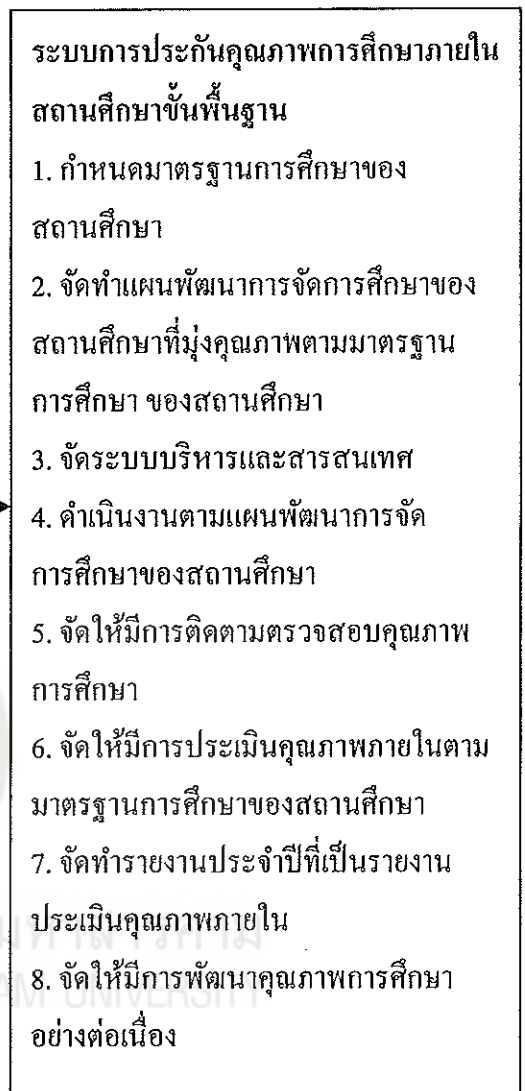 ระบบการประกันคุณภาพการศึกษาภายใน
สถานศึกษาขั้นพื้นฐาน
1. กำหนดมาตรฐานการศึกษาของ
สถานศึกษา
2. จัดทำแผนพัฒนาการจัดการศึกษาของ
สถานศึกษาที่มุ่งคุณภาพตามมาตรฐาน
การศึกษา ของสถานศึกษา
3. จัดระบบบริหารและสารสนเทศ
4. ดำเนินงานตามแผนพัฒนาการจัด
การศึกษาของสถานศึกษา
5. จัดให้มีการติดตามตรวจสอบคุณภาพ
การศึกษา
6. จัดให้มีการประเมินคุณภาพภายในตาม
มาตรฐานการศึกษาของสถานศึกษา
7. จัดทำรายงานประจำปีที่เป็นรายงาน
ประเมินคุณภาพภายใน
8. จัดให้มีการพัฒนาคุณภาพการศึกษา
UNIVERSITY
อย่างต่อเนื่อง